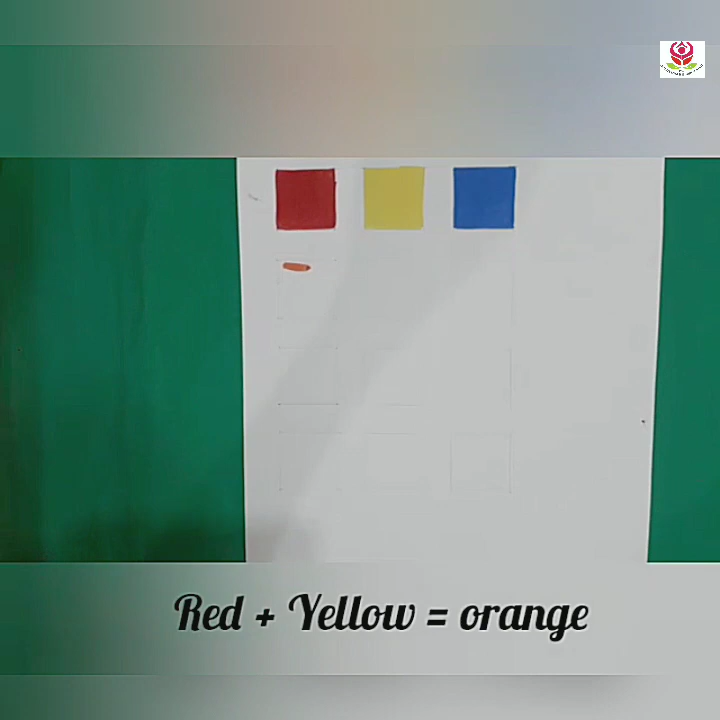 Red + Yellow = orange